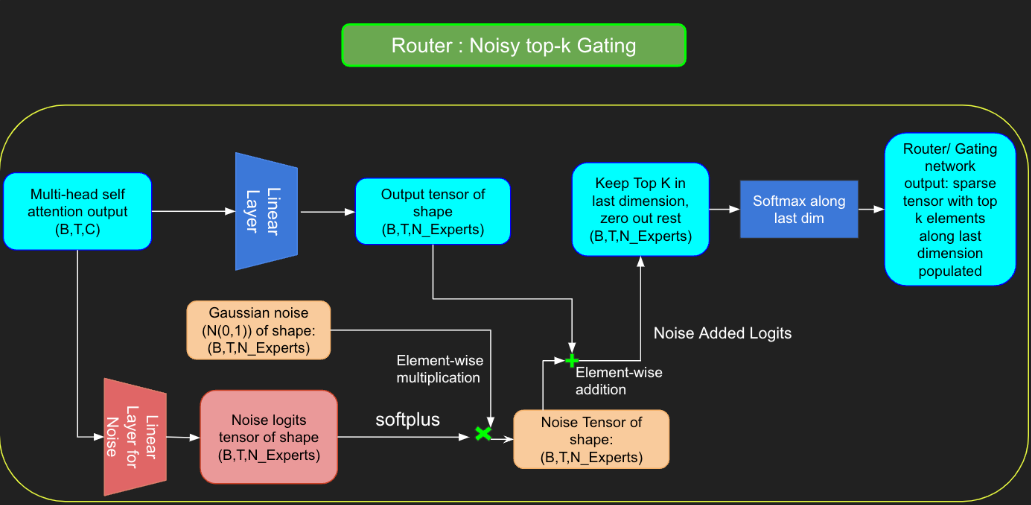 Router : Noisy top-k Gating
Multi-head self
attention output
(B,T,C)
Linear
Layer
Output tensor of
shape
(B,T,N_Experts)
Keep Top K in
last dimension,
zero out rest
(B,T,N_Experts)
Softmax along
last dim
Router/ Gating
network
output: sparse
tensor with top
k elements
along last
dimension
populated
Gaussian noise
(N(0,1)) of shape:
(B,T,N_Experts)
Element-wise
multiplication
Noise Added Logits
Element-wise
addition
Linear
Layer for
Noise
Noise logits
tensor of shape
(B,T,N_Experts)
softplus
Noise Tensor of
shape:
(B,T,N_Experts)